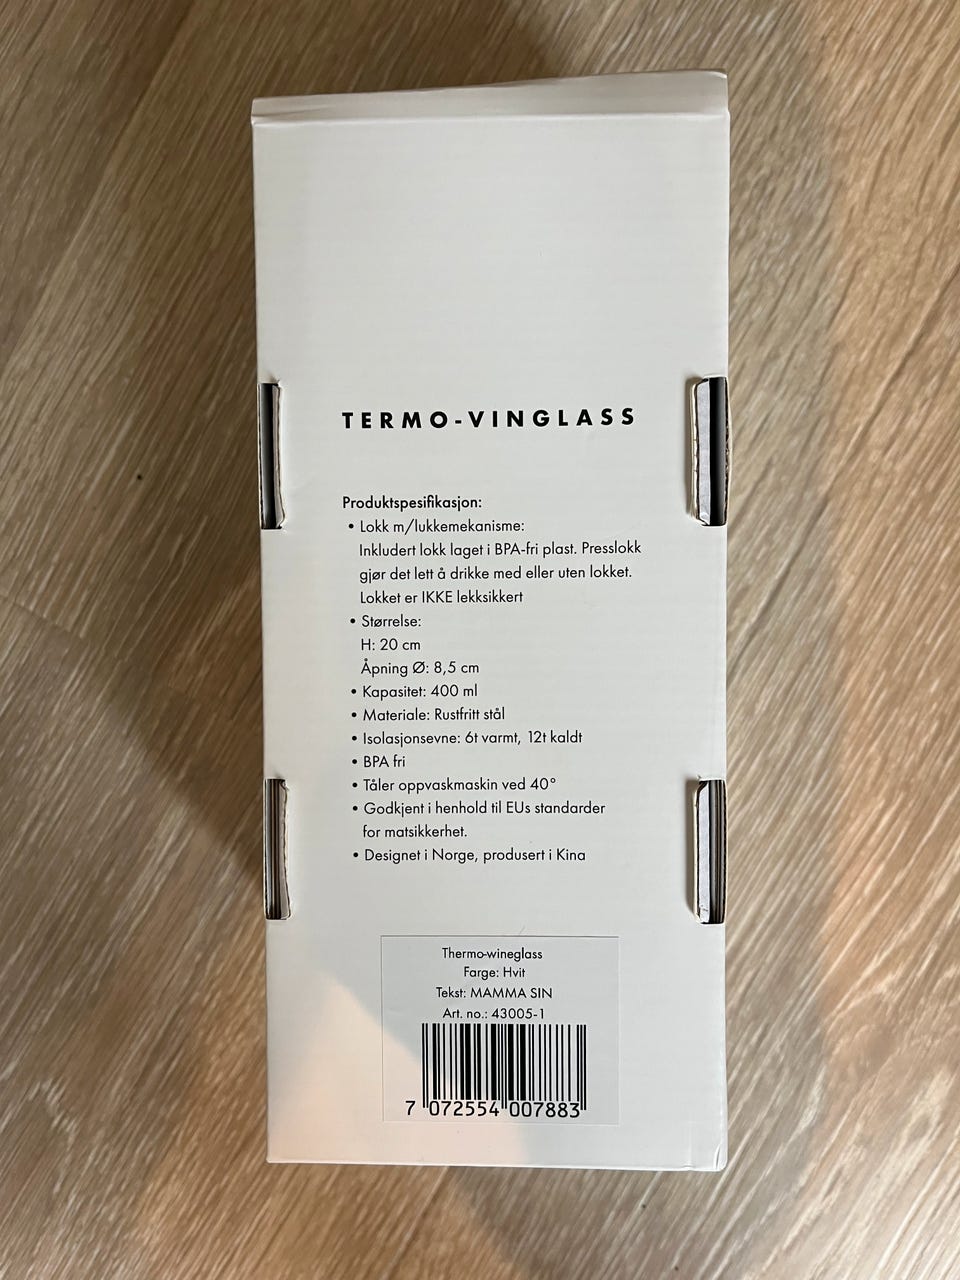 TERMO-VINGLASS
Produktspesifikasjon:
• Lokk m/lukkemekanisme:
Inkludert lokk laget i BPA-fri plast. Presslokk
gjør det lett å drikke med eller uten lokket.
Lokket er IKKE lekksikkert
• Størrelse:
H: 20 cm
Åpning Ø: 8,5 cm
• Kapasitet: 400 ml
• Materiale: Rustfritt stål
• Isolasjonsevne: 6t varmt, 12t kaldt
• BPA fri
• Tåler oppvaskmaskin ved 40°
• Godkjent i henhold til EUs standarder
for matsikkerhet.
• Designet i Norge, produsert i Kina
Thermo-wineglass
Farge: Hvit
Tekst: MAMMA SIN
Art. no.: 43005-1
7 072554 007883